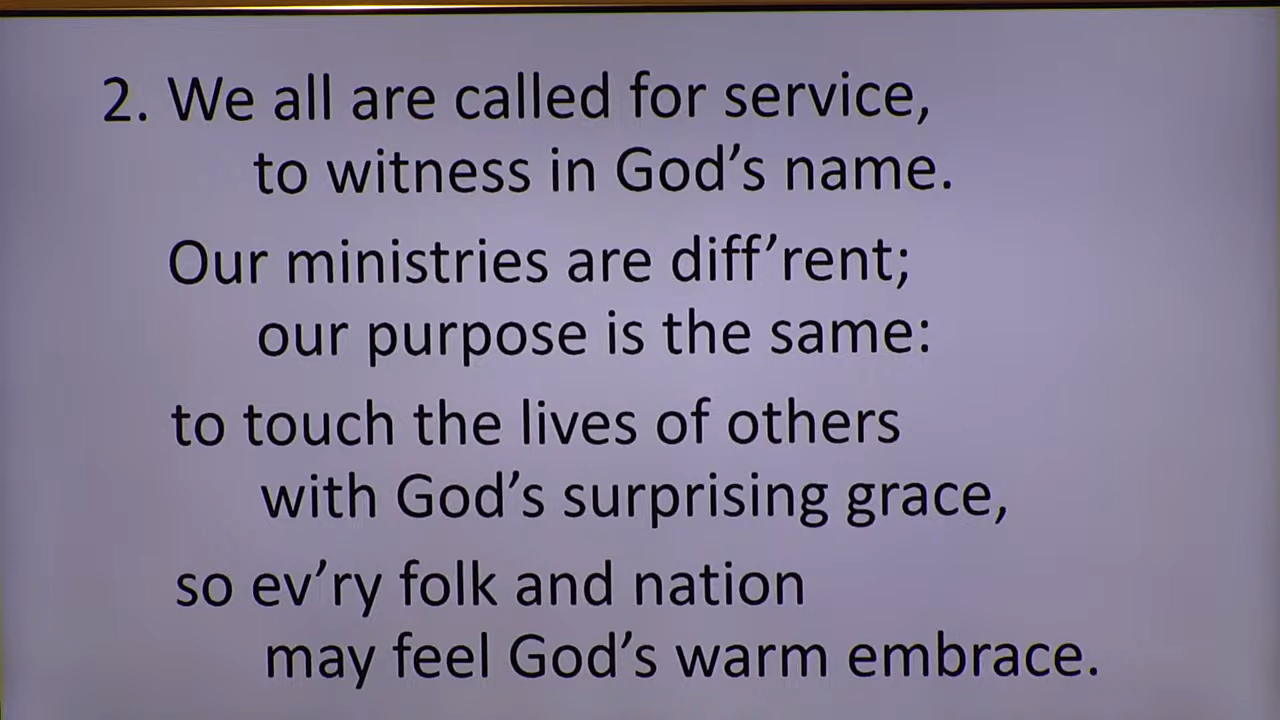 2. We all are called for service,
to witness in God’s name.
Our ministries are diff’rent;
our purpose is the same:
to touch the lives of others
with God’s surprising grace,
so ev’ry folk and nation
may feel God’s warm embrace.